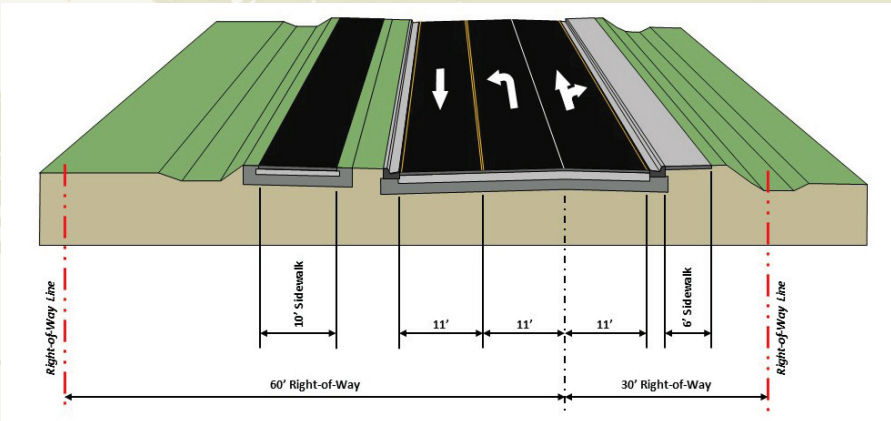 Right-of-Way Line
10' Sidewalk
11'
11'
11'
6' Sidewalk
Right-of-Way Line
60' Right-of-Way
30' Right-of-Way